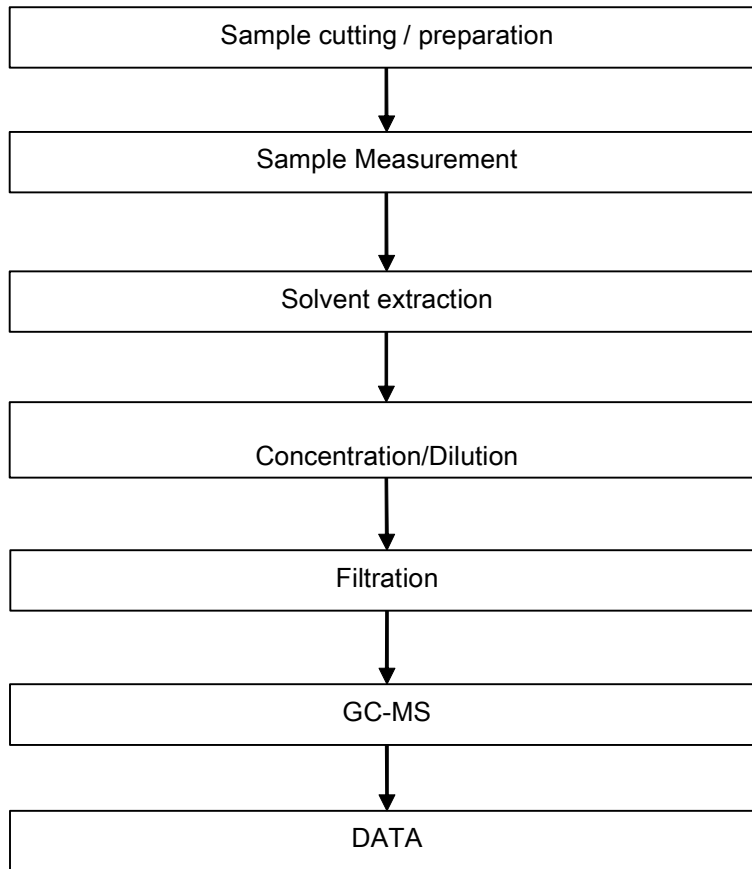 Sample cutting / preparation
Sample Measurement
Solvent extraction
Concentration/Dilution
Filtration
GC-MS
DATA